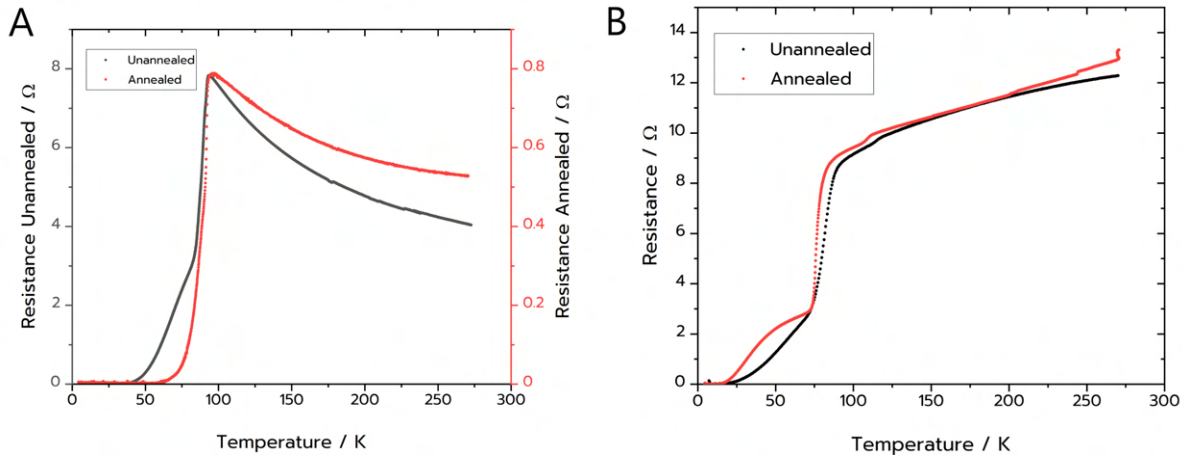 A
Resistance Unannealed / Ω
8
6
4
2
0
Unannealed
Annealed
0.8
0.6
0.4
0.2
0
Resistance Annealed / Ω
0 50 100 150 200 250 300
Temperature / K
B
Resistance / Ω
14
12
10
8
6
4
2
0
Unannealed
Annealed
0 50 100 150 200 250 300
Temperature / K